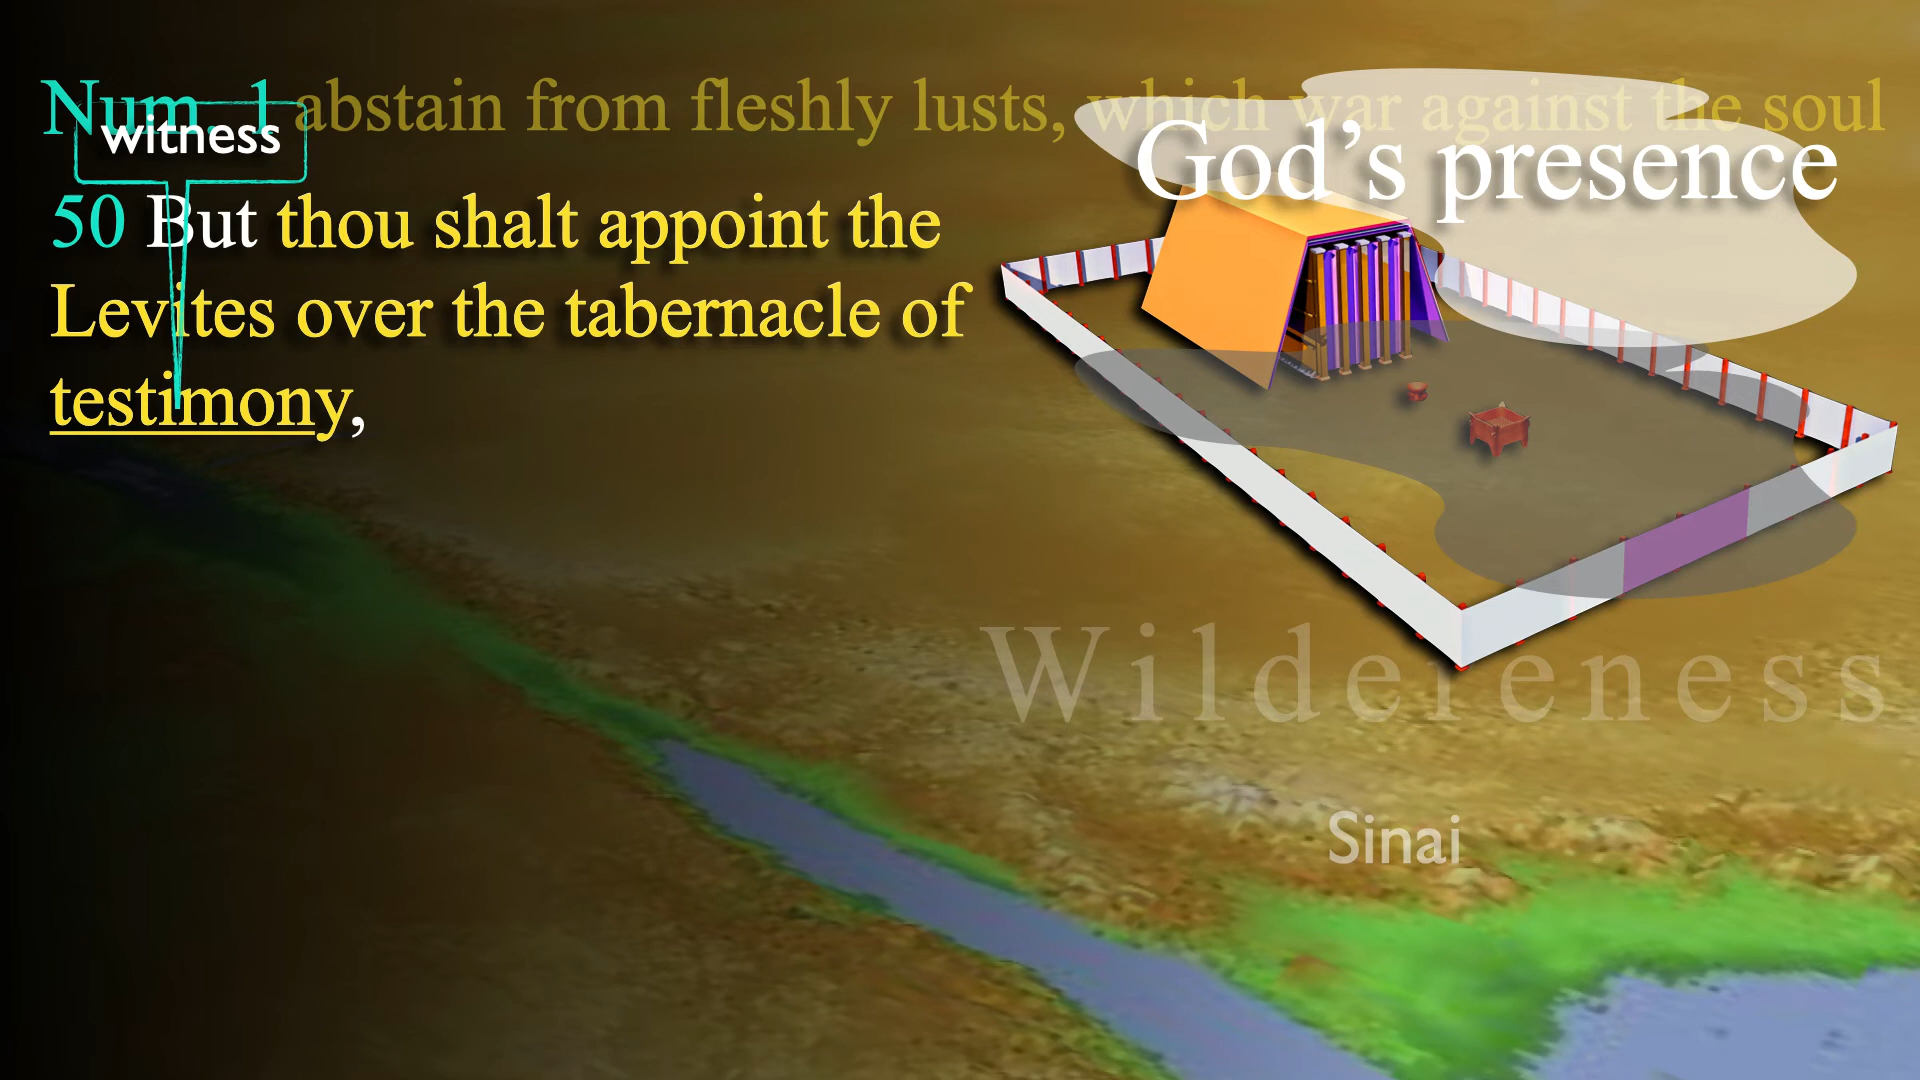 Num. 1 abstain from fleshly lusts, which war against the soul
witness
God’s presence
50 But thou shalt appoint the
Levites over the tabernacle of
testimony,
Wildereness
Sinai